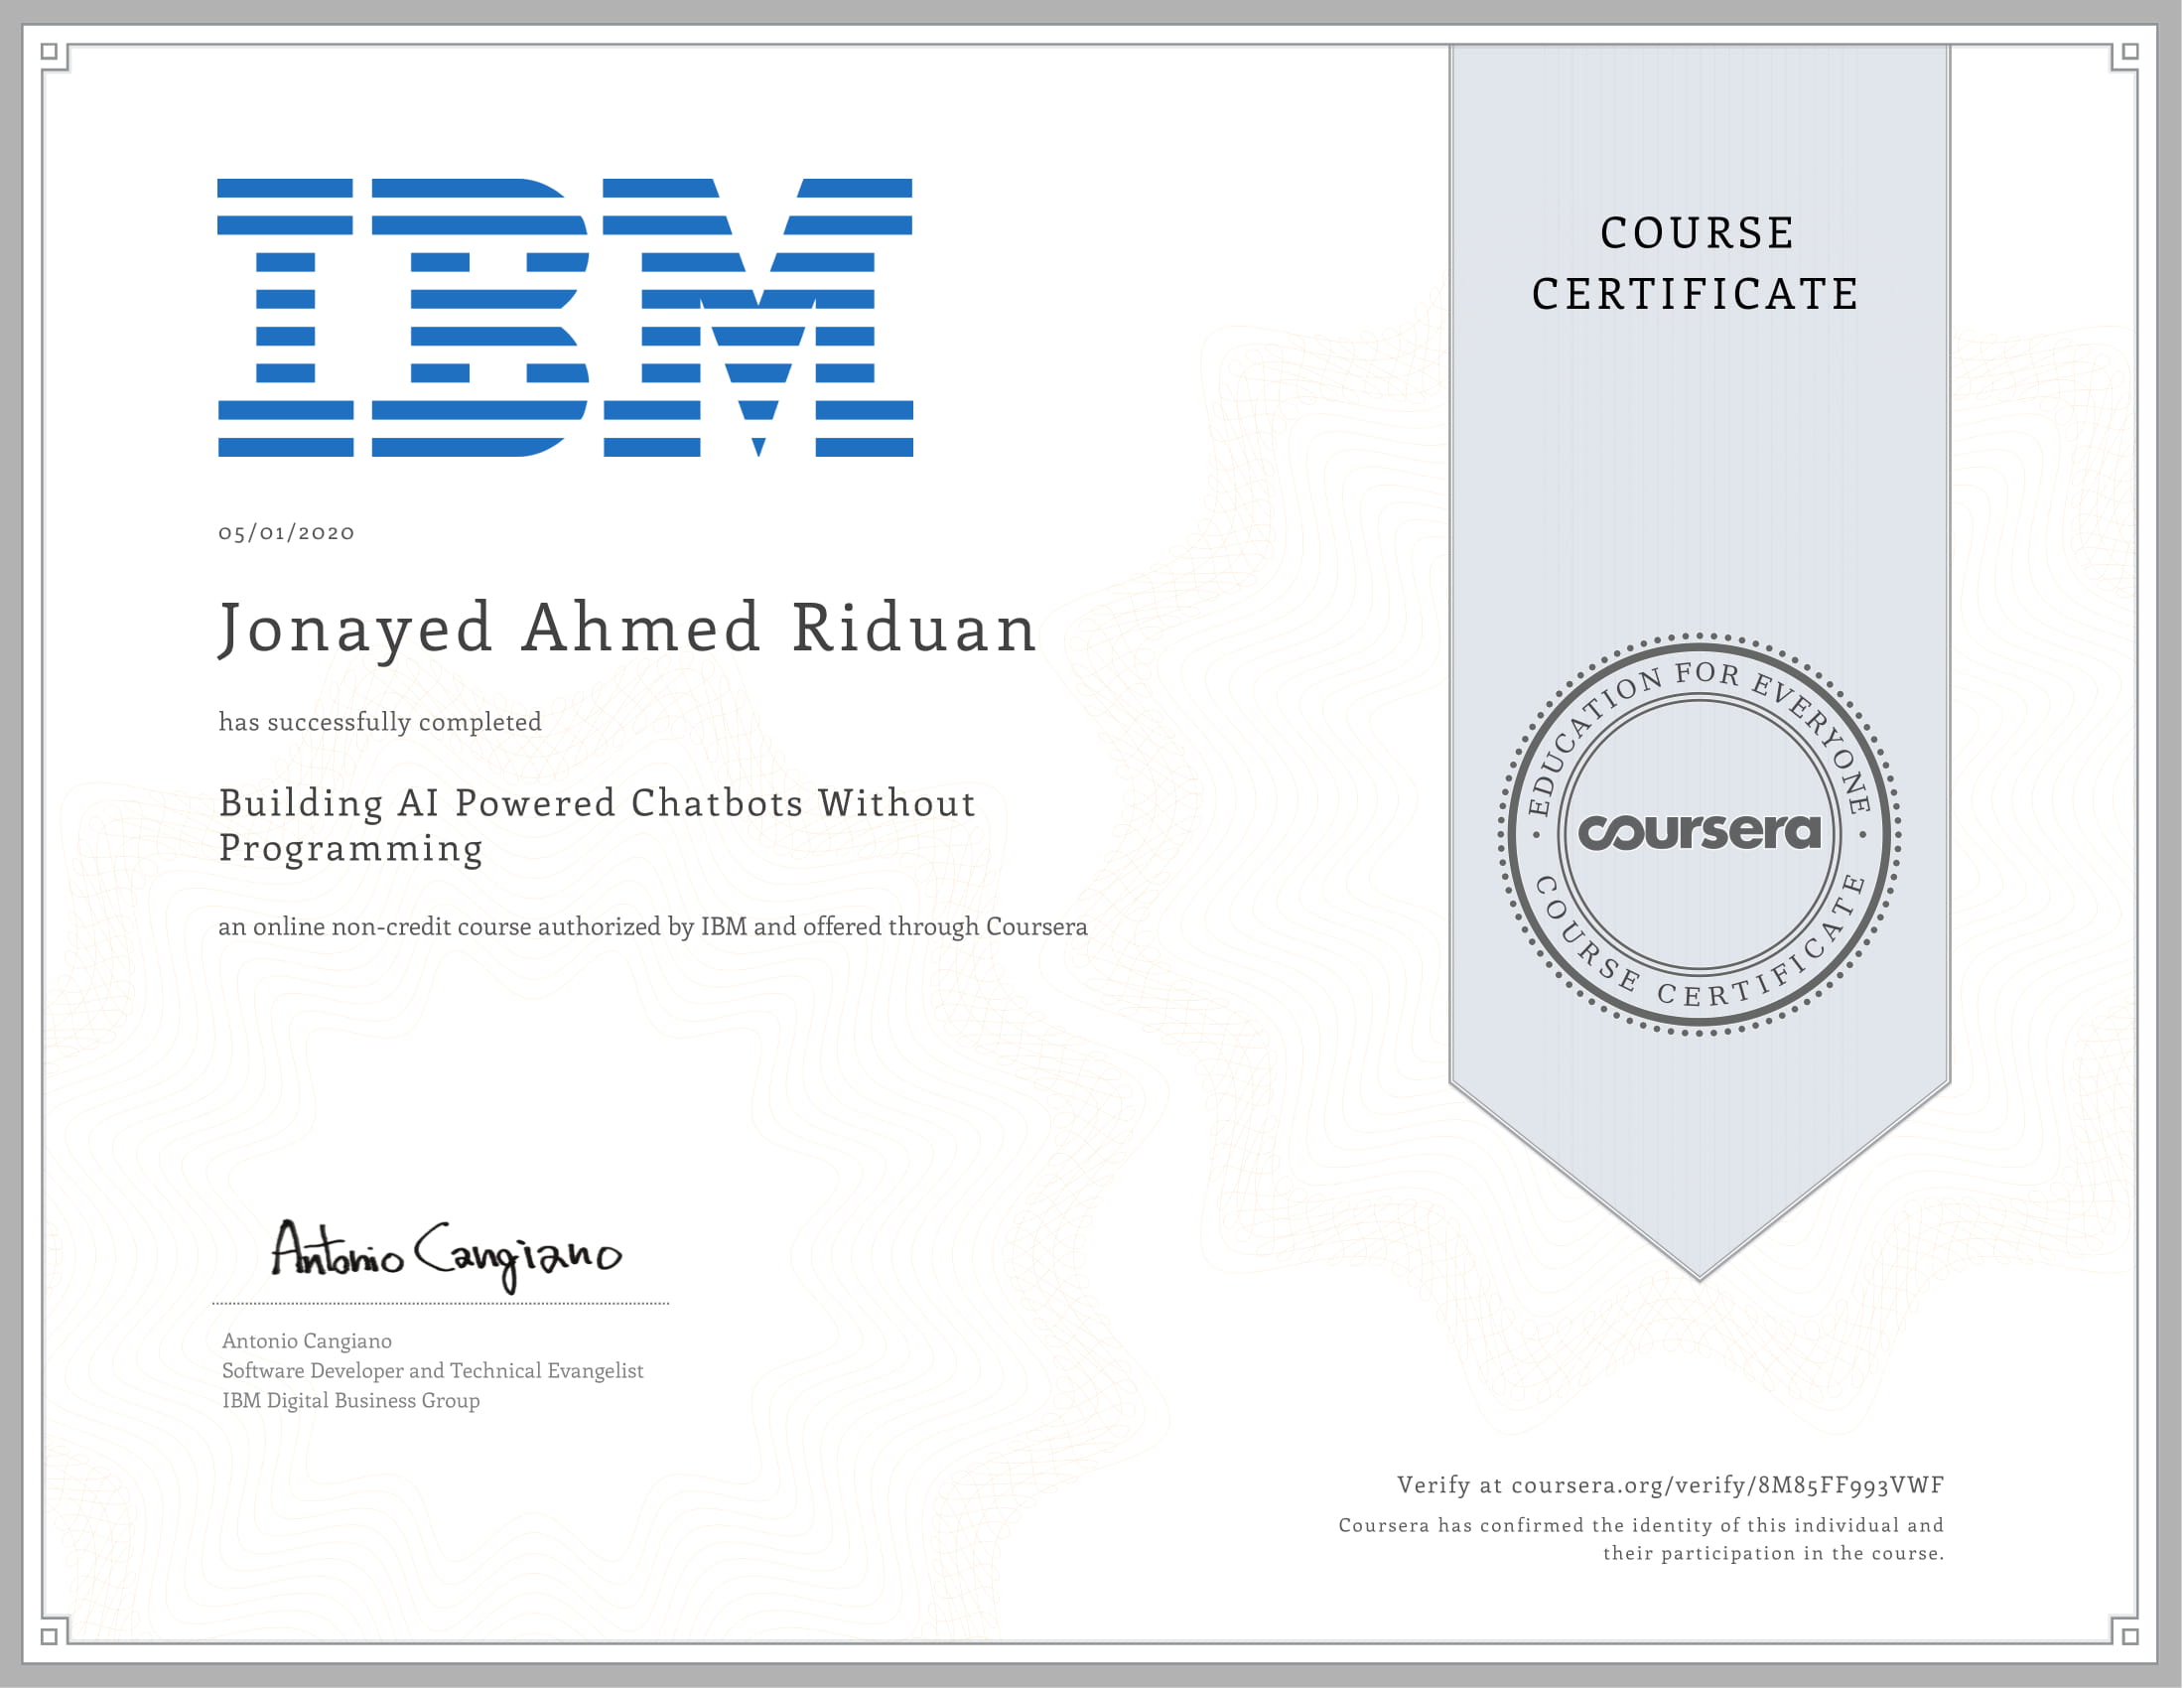 IBM
05/01/2020
Jonayed Ahmed Riduan
has successfully completed
Building AI Powered Chatbots Without
Programming
an online non-credit course authorized by IBM and offered through Coursera
Antonio Cangiano
Antonio Cangiano
Software Developer and Technical Evangelist
IBM Digital Business Group
COURSE
CERTIFICATE
EDUCATION FOR EVERYONE
coursera
COURSE CERTIFICATE
Verify at coursera.org/verify/8M85FF993VWF
Coursera has confirmed the identity of this individual and
their participation in the course.